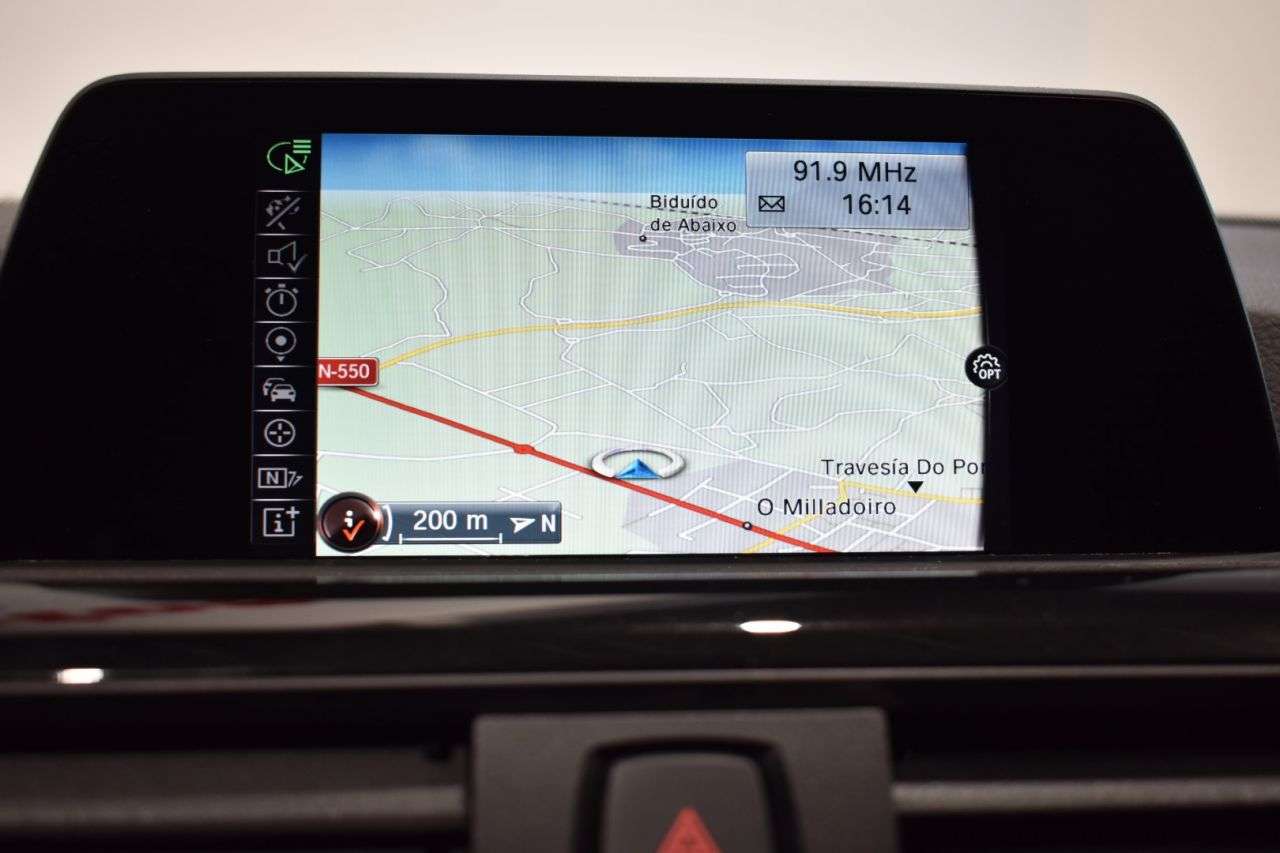 91.9 MHz
16:14
Biduído
de Abaixo
N-550
OPT
Travesía Do Por
O Milladoiro
200 m
N
N
i
i